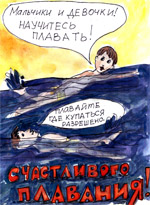 Мальчики и девочки!
Научитесь
плавать!
Плавайте
где купаться
разрешено
Счастливого
плавания!